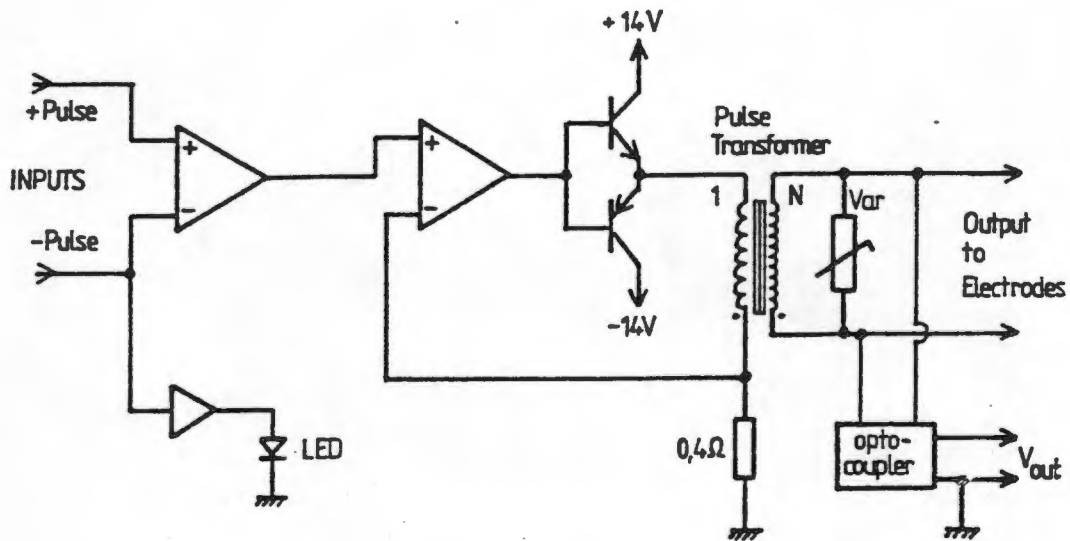 +14V
+Pulse
INPUTS
-Pulse
+
-
+
-
Pulse
Transformer
1
N
Var
Output
to
Electrodes
-14V
LED
0,4Ω
opto-
coupler
Vout